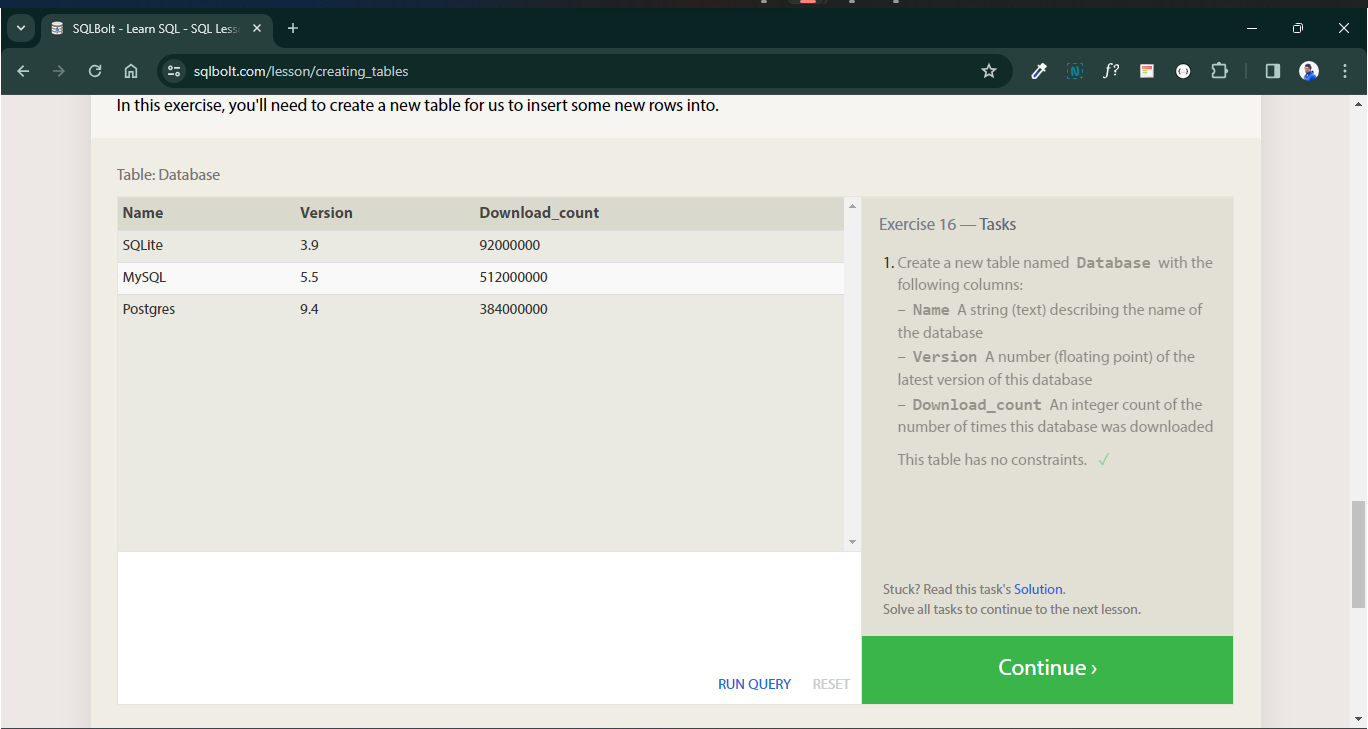 SQLBolt - Learn SQL - SQL Less
sqlbolt.com/lesson/creating_tables
f?
In this exercise, you'll need to create a new table for us to insert some new rows into.
Table: Database
Name Version Download_count
SQLite 3.9 92000000
MySQL 5.5 512000000
Postgres 9.4 384000000
Exercise 16 — Tasks
1. Create a new table named Database with the
following columns:
– Name A string (text) describing the name of
the database
– Version A number (floating point) of the
latest version of this database
– Download_count An integer count of the
number of times this database was downloaded
This table has no constraints. ✓
Stuck? Read this task's Solution.
Solve all tasks to continue to the next lesson.
RUN QUERY RESET
Continue ›